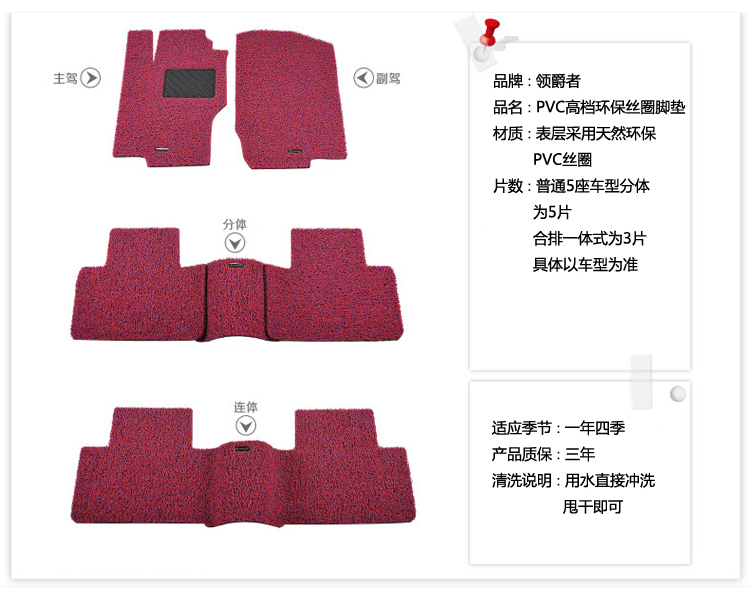 主驾
副驾
分体
连体
品牌：领爵者
品名：PVC高档环保丝圈脚垫
材质：表层采用天然环保
PVC丝圈
片数：普通5座车型分体
为5片
合排一体式为3片
具体以车型为准
适应季节：一年四季
产品质保：三年
清洗说明：用水直接冲洗
甩干即可